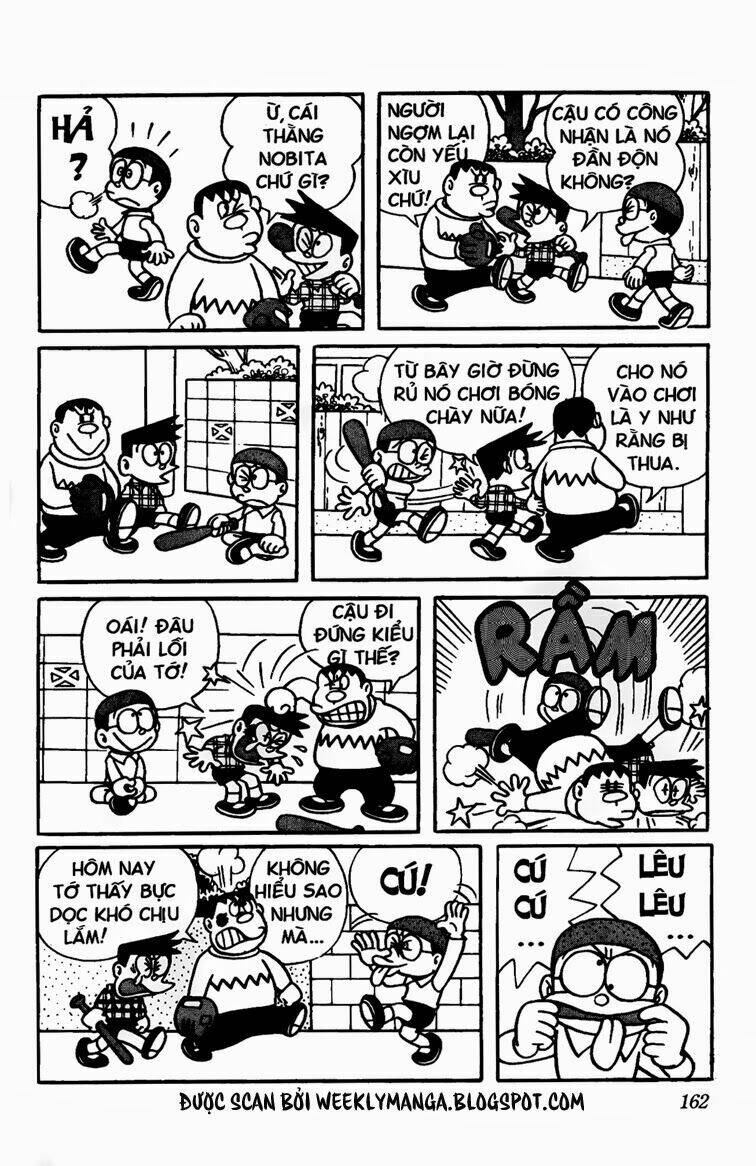 HẢ
?
Ừ, CÁI
THẰNG
NOBITA
CHỨ GÌ?
NGƯỜI
NGỢM LẠI
CÒN YẾU
XÌU
CHỨ!
CẬU CÓ CÔNG
NHẬN LÀ NÓ
ĐẦN ĐỘN
KHÔNG?
TỪ BÂY GIỜ ĐỪNG
RỦ NÓ CHƠI BÓNG
CHÀY NỮA!
CHO NÓ
VÀO CHƠI
LÀ Y NHƯ
RẰNG BỊ
THUA.
OÁI! ĐÂU
PHẢI LỖI
CỦA TỚ!
CẬU ĐI
ĐỨNG KIỂU
GÌ THẾ?
RẦM
HÔM NAY
TỚ THẤY BỰC
DỌC KHÓ CHỊU
LẮM!
KHÔNG
HIỂU SAO
NHƯNG
MÀ...
CÚ!
CÚ
CÚ
...
LÊU
LÊU
...
ĐƯỢC SCAN BỞI WEEKLYMANGA.BLOGSPOT.COM
162